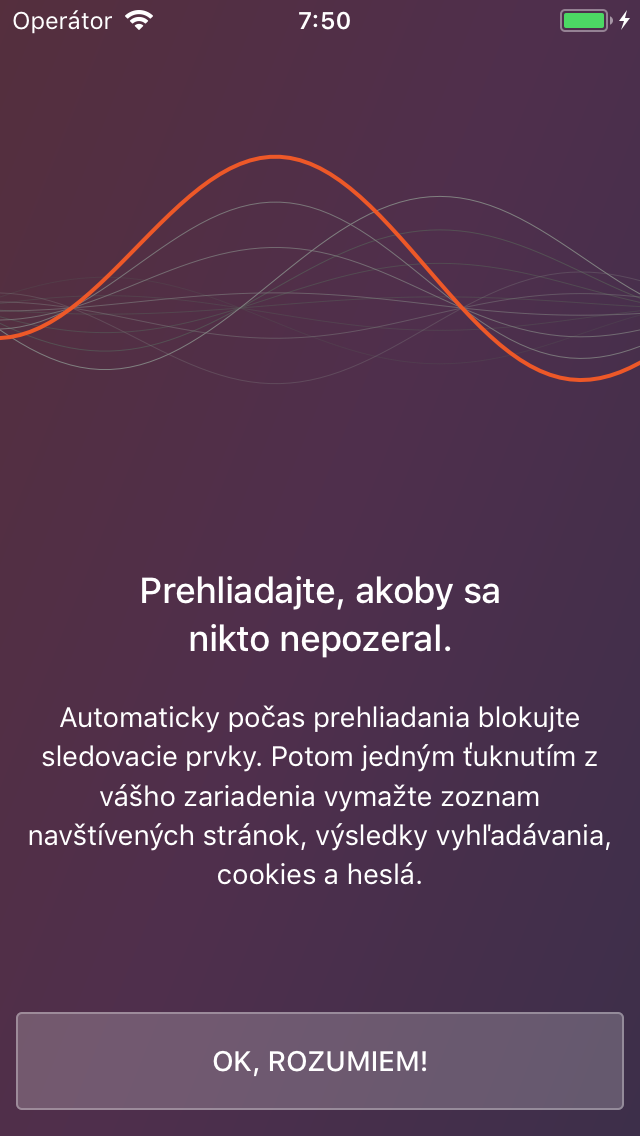 Operátor 7:50
Prehliadajte, akoby sa
nikto nepozeral.
Automaticky počas prehliadania blokujte
sledovacie prvky. Potom jedným ťuknutím z
vášho zariadenia vymažte zoznam
navštívených stránok, výsledky vyhľadávania,
cookies a heslá.
OK, ROZUMIEM!